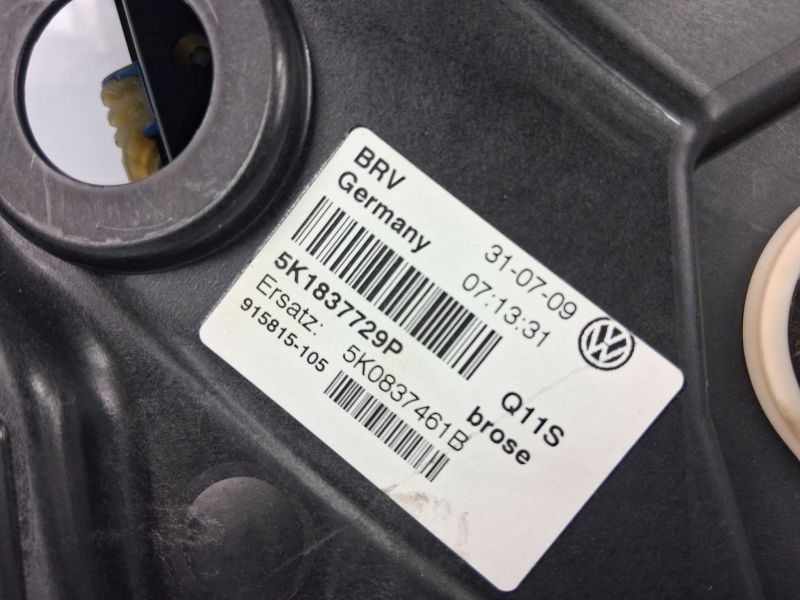 BRV
Germany
31-07-09
07:13:31
5K1837729P
Ersatz: 5K0837461B
915815-105
Q11S
brose